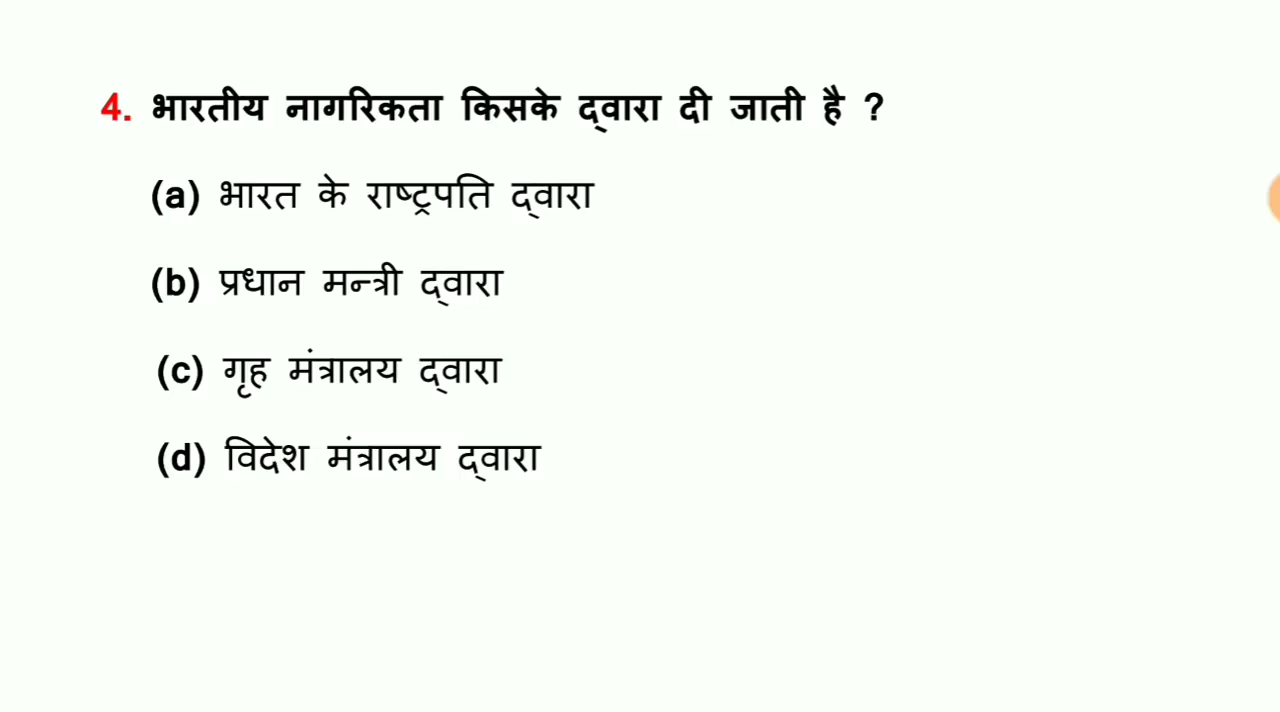 4. भारतीय नागरिकता किसके द्‌वारा दी जाती है ?
(a) भारत के राष्ट्रपति द्‌वारा
(b) प्रधान मन्त्री द्‌वारा
(c) गृह मंत्रालय द्‌वारा
(d) विदेश मंत्रालय द्‌वारा